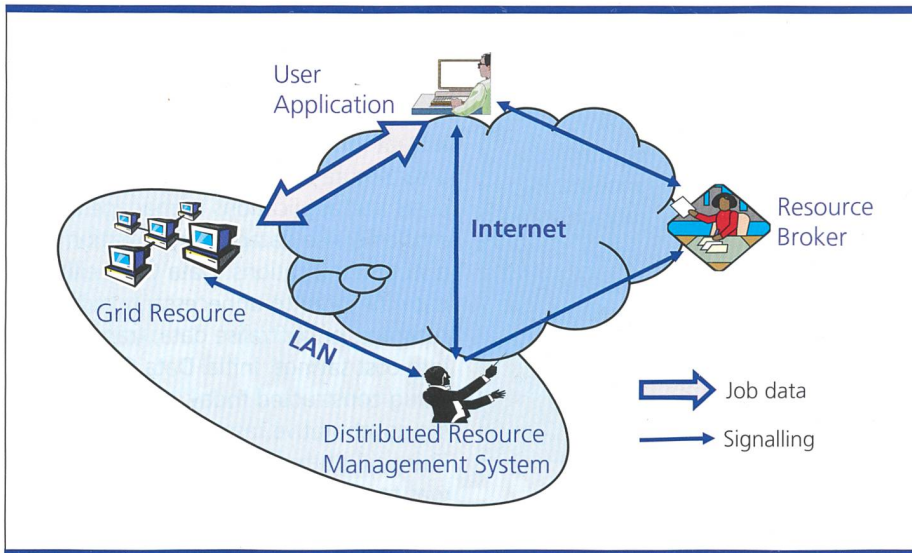 User
Application
Internet
Resource
Broker
Grid Resource
LAN
Distributed Resource
Management System
Job data
Signalling